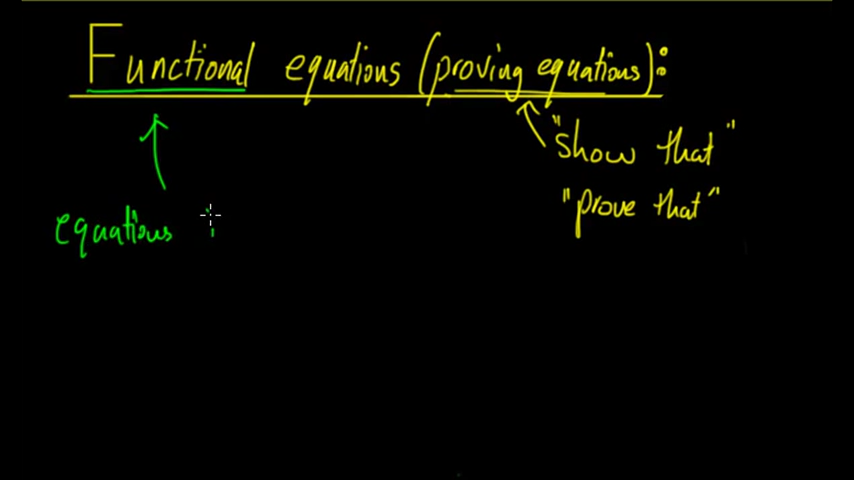 Functional equations (proving equations):
"show that"
"prove that"
equations